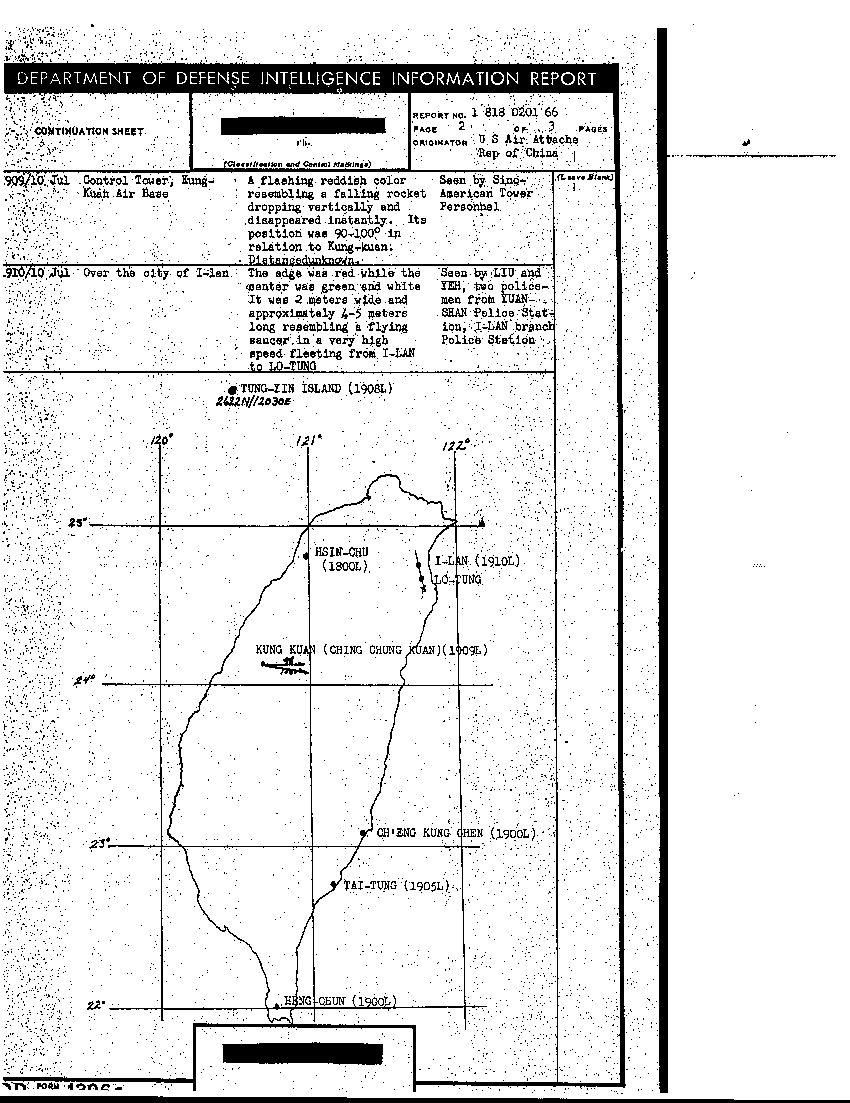 DEPARTMENT OF DEFENSE INTELLIGENCE INFORMATION REPORT
CONTINUATION SHEET
(Classification and Control Markings)
REPORT NO. 1 818 0201 66
PAGE 2 OF 3 PAGES
ORIGINATOR U S Air Attache
Rep of China
(Leave Blank)
909/10 Jul Control Tower, Kung- A flashing reddish color Seen by Sino-
Kuan Air Base resembling a falling rocket American Tower
dropping vertically and Personnel
disappeared instantly. Its
position was 90-100° in
relation to Kung-kuan.
Distancedunknown.
910/10 Jul Over the city of I-lan The edge was red while the Seen by LIU and
center was green and white YEH, two police-
It was 2 meters wide and men from YUAN-
approximately 4-5 meters SHAN Police Stat-
long resembling a flying ion, I-LAN branch
saucer in a very high Police Station
speed fleeting from I-LAN
to LO-TUNG
TUNG-YIN ISLAND (1908L)
2622N//12030E
120° 121° 122°
25°
HSIN-CHU
(1800L)
I-LAN (1910L)
LO-TUNG
KUNG KUAN (CHING CHUNG KUAN)(1909L)
24°
CH'ENG KUNG CHEN (1900L)
23°
TAI-TUNG (1905L)
HENG-CHUN (1900L)
22°
FORM 1396